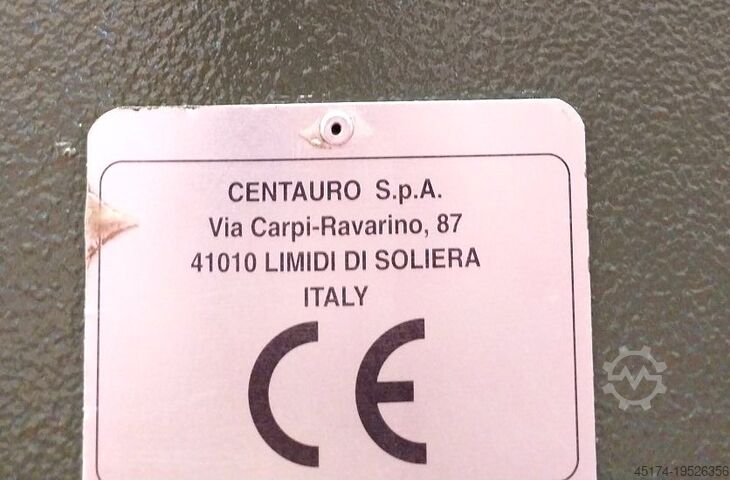 CENTAURO S.p.A.
Via Carpi-Ravarino, 87
41010 LIMIDI DI SOLIERA
ITALY
CE
45174-19526356